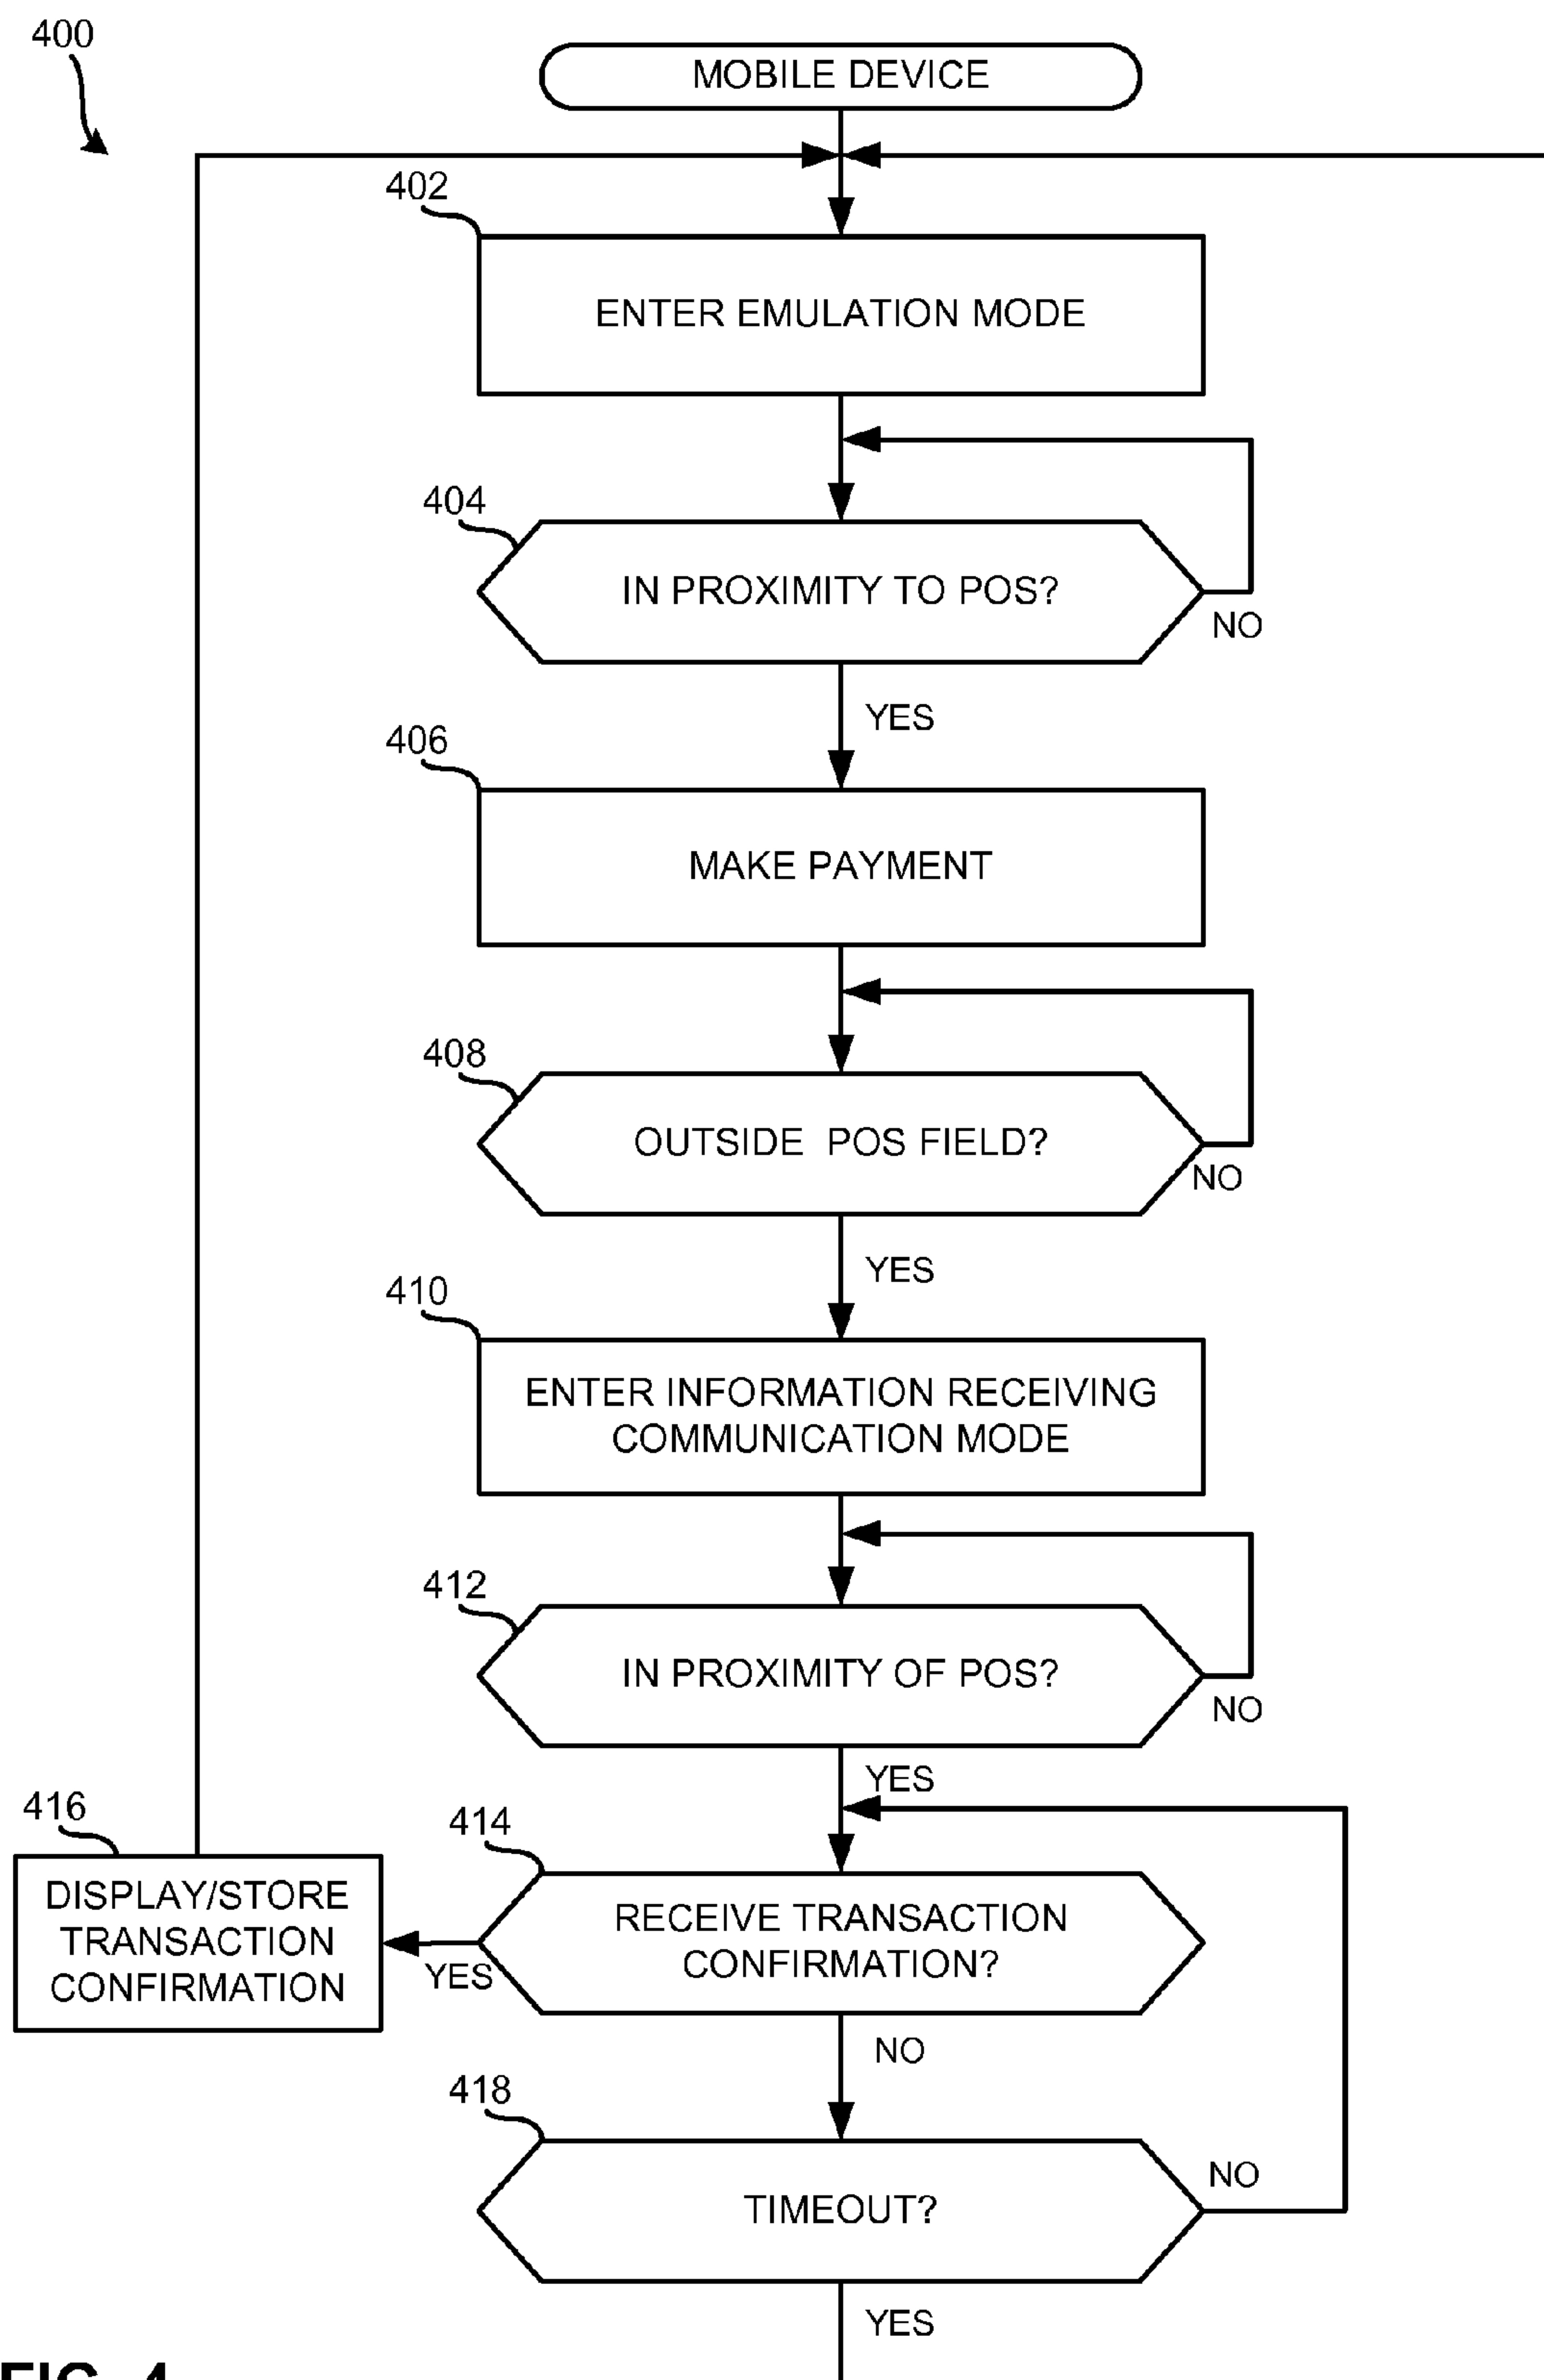 400
MOBILE DEVICE
402
ENTER EMULATION MODE
404
IN PROXIMITY TO POS?
NO
YES
406
MAKE PAYMENT
408
OUTSIDE POS FIELD?
NO
YES
410
ENTER INFORMATION RECEIVING
COMMUNICATION MODE
412
IN PROXIMITY OF POS?
NO
YES
416
414
DISPLAY/STORE
TRANSACTION
CONFIRMATION
YES
RECEIVE TRANSACTION
CONFIRMATION?
NO
418
TIMEOUT?
NO
YES
FIG. 4